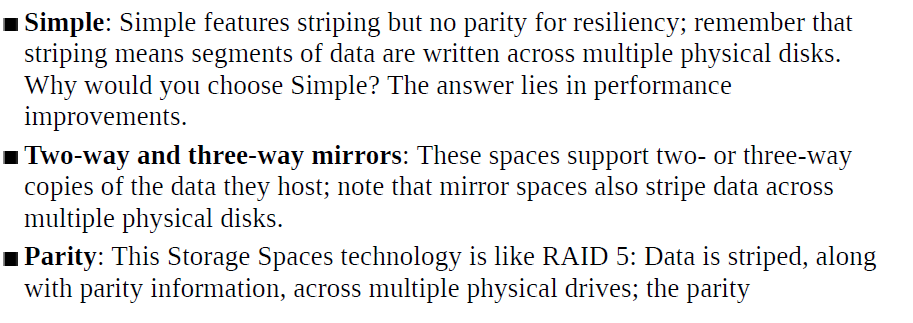 ■ Simple: Simple features striping but no parity for resiliency; remember that
striping means segments of data are written across multiple physical disks.
Why would you choose Simple? The answer lies in performance
improvements.
■ Two-way and three-way mirrors: These spaces support two- or three-way
copies of the data they host; note that mirror spaces also stripe data across
multiple physical disks.
■ Parity: This Storage Spaces technology is like RAID 5: Data is striped, along
with parity information, across multiple physical drives; the parity